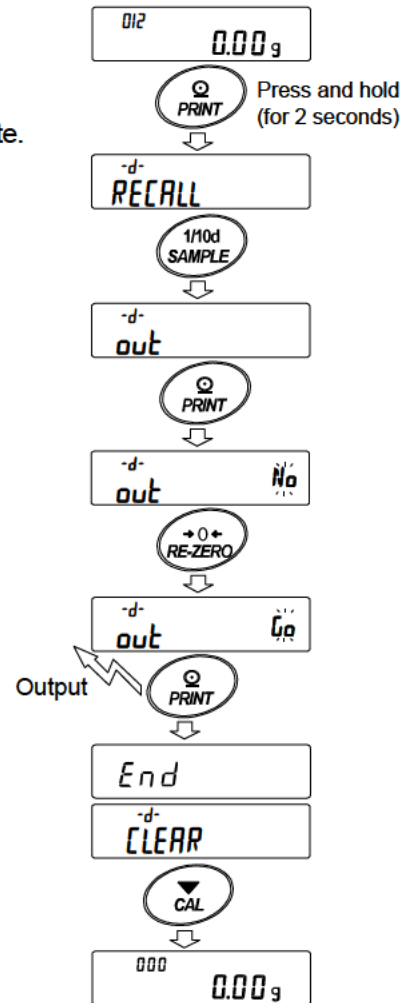 012
0.00 g
PRINT
Press and hold
(for 2 seconds)
te.
-d-
RECALL
1/10d
SAMPLE
-d-
out
PRINT
-d-
out No
→0←
RE-ZERO
-d-
out Go
Output
PRINT
End
-d-
CLEAR
CAL
000
0.00 g